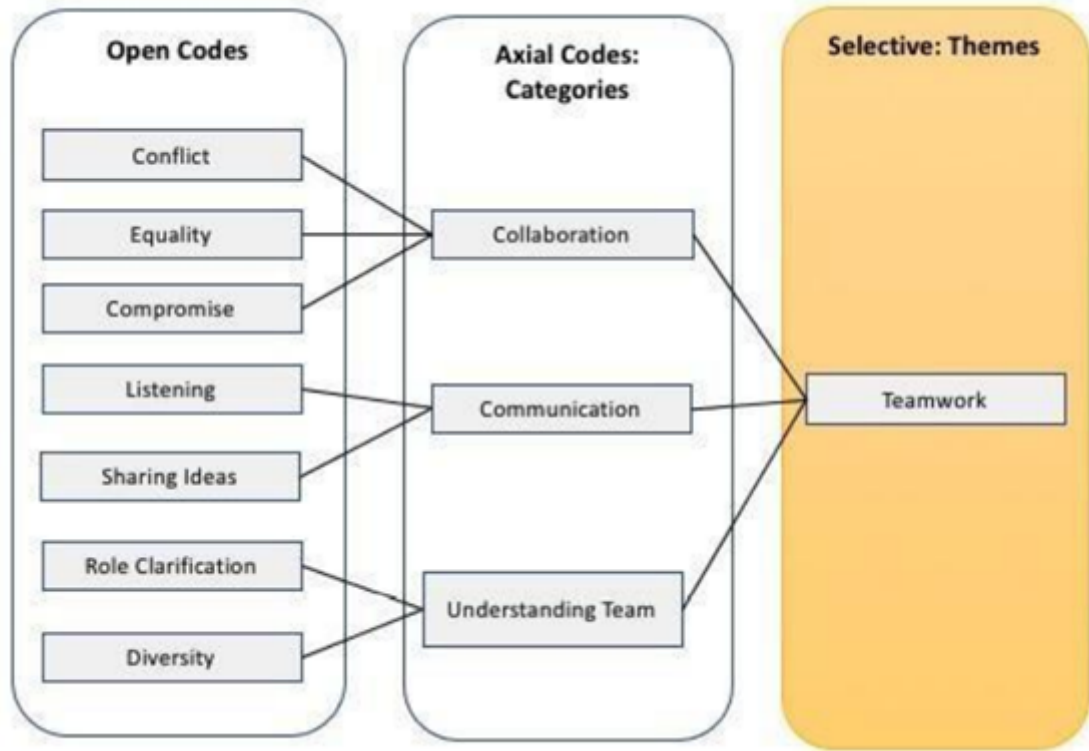 Open Codes
Conflict
Equality
Compromise
Listening
Sharing Ideas
Role Clarification
Diversity
Axial Codes:
Categories
Collaboration
Communication
Understanding Team
Selective: Themes
Teamwork